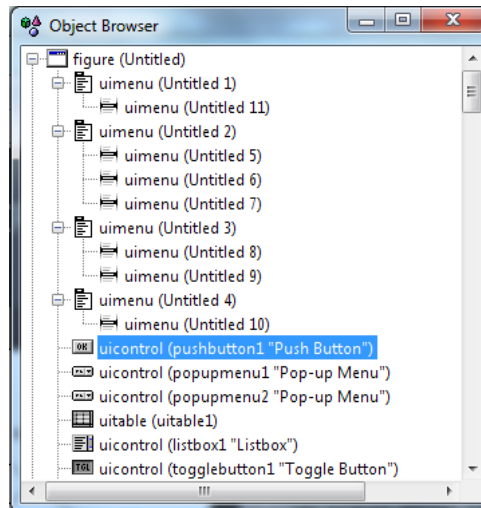 Object Browser
figure (Untitled)
uimenu (Untitled 1)
uimenu (Untitled 11)
uimenu (Untitled 2)
uimenu (Untitled 5)
uimenu (Untitled 6)
uimenu (Untitled 7)
uimenu (Untitled 3)
uimenu (Untitled 8)
uimenu (Untitled 9)
uimenu (Untitled 4)
uimenu (Untitled 10)
OK uicontrol (pushbutton1 "Push Button")
uicontrol (popupmenu1 "Pop-up Menu")
uicontrol (popupmenu2 "Pop-up Menu")
uitable (uitable1)
uicontrol (listbox1 "Listbox")
TGL uicontrol (togglebutton1 "Toggle Button")